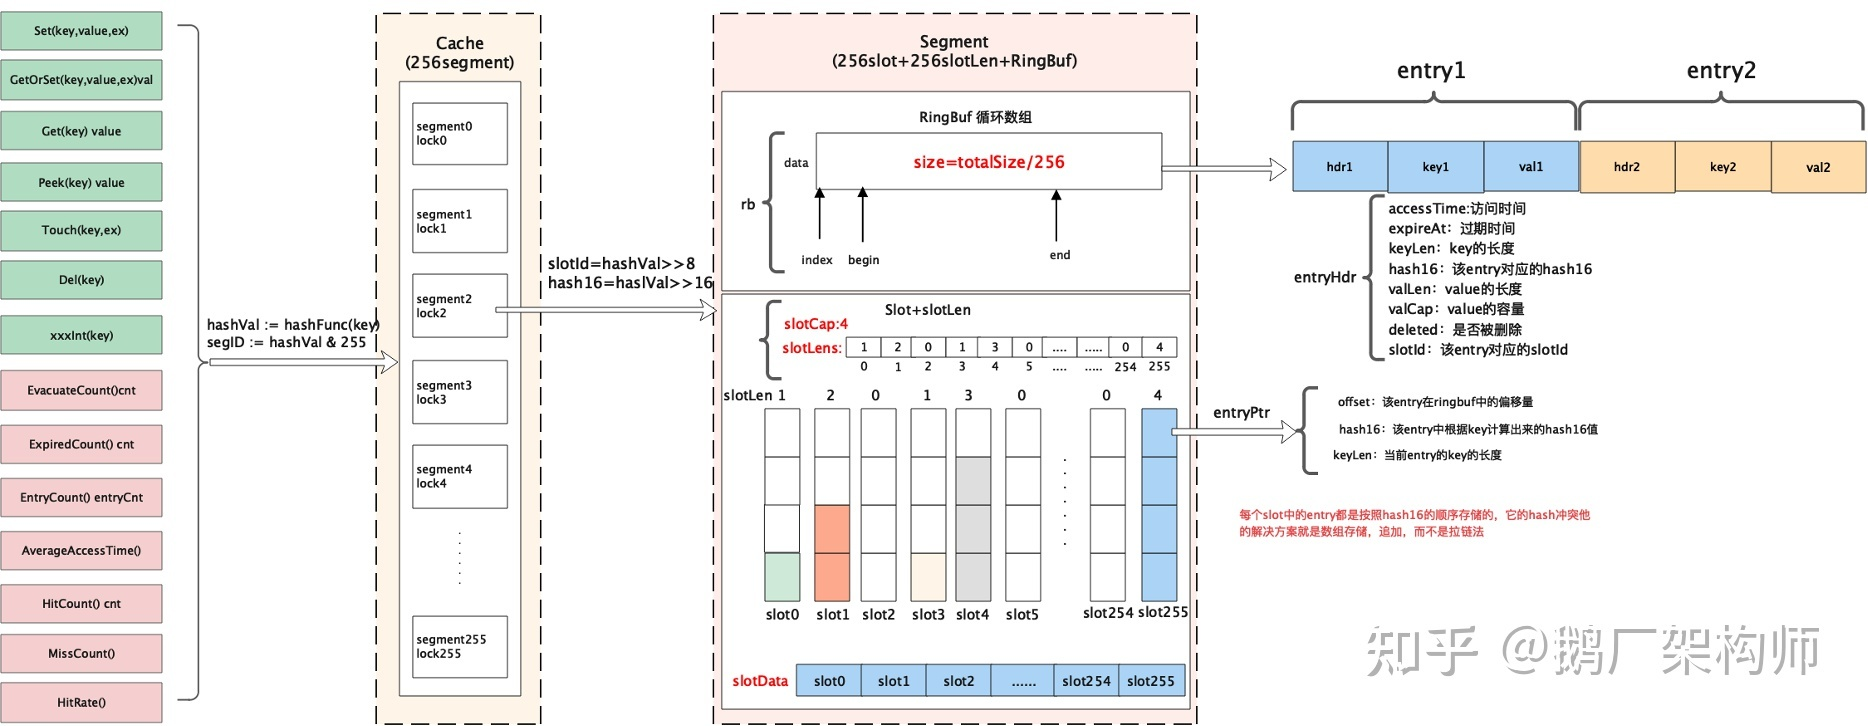 Set(key,value,ex)
GetOrSet(key,value,ex)val
Get(key) value
Peek(key) value
Touch(key,ex)
Del(key)
xxxInt(key)
EvacuateCount()cnt
ExpiredCount() cnt
EntryCount() entryCnt
AverageAccessTime()
HitCount() cnt
MissCount()
HitRate()
hashVal := hashFunc(key)
segID := hashVal & 255
Cache
(256segment)
segment0
lock0
segment1
lock1
segment2
lock2
segment3
lock3
segment4
lock4
segment255
lock255
slotId=hashVal>>8
hash16=haslVal>>16
Segment
(256slot+256slotLen+RingBuf)
RingBuf 循环数组
data
size=totalSize/256
rb
index
begin
end
Slot+slotLen
slotCap:4
slotLens:
1 2 0 1 3 0 .... ..... 0 4
0 1 2 3 4 5 .... ..... 254 255
slotLen 1 2 0 1 3 0 0 4
slot0 slot1 slot2 slot3 slot4 slot5 slot254 slot255
slotData
slot0 slot1 slot2 ...... slot254 slot255
entry1
entry2
hdr1 key1 val1 hdr2 key2 val2
entryHdr
accessTime:访问时间
expireAt：过期时间
keyLen：key的长度
hash16：该entry对应的hash16
valLen：value的长度
valCap：value的容量
deleted：是否被删除
slotId：该entry对应的slotId
entryPtr
offset：该entry在ringbuf中的偏移量
hash16：该entry中根据key计算出来的hash16值
keyLen：当前entry的key的长度
每个slot中的entry都是按照hash16的顺序存储的，它的hash冲突他
的解决方案就是数组存储，追加，而不是拉链法
知乎 @鹅厂架构师